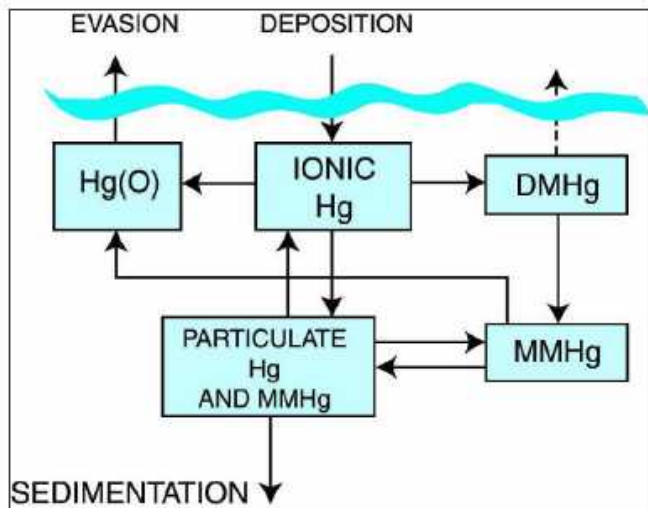 EVASION DEPOSITION
Hg(O)
IONIC
Hg
DMHg
PARTICULATE
Hg
AND MMHg
MMHg
SEDIMENTATION